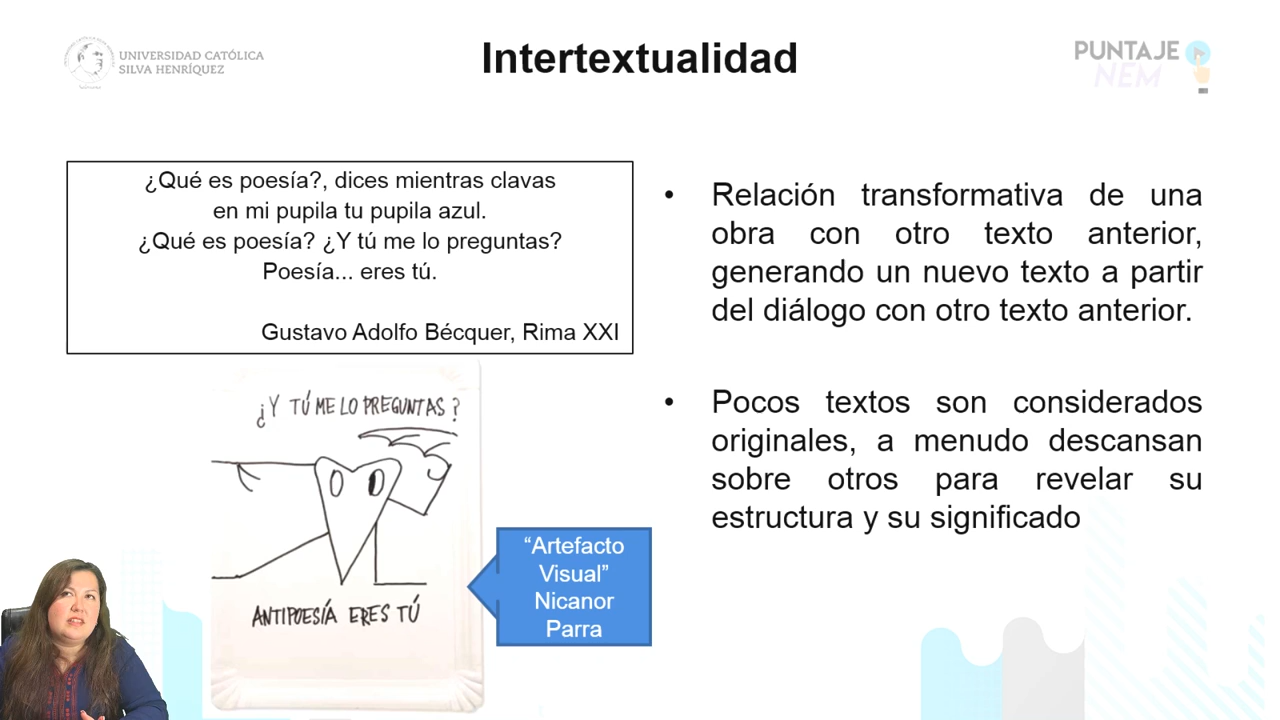 UNIVERSIDAD CATÓLICA
SILVA HENRÍQUEZ
Intertextualidad
PUNTAJE
NEM
¿Qué es poesía?, dices mientras clavas
en mi pupila tu pupila azul.
¿Qué es poesía? ¿Y tú me lo preguntas?
Poesía... eres tú.
Gustavo Adolfo Bécquer, Rima XXI
¿Y TÚ ME LO PREGUNTAS?
ANTIPOESÍA ERES TÚ
“Artefacto
Visual”
Nicanor
Parra
• Relación transformativa de una
obra con otro texto anterior,
generando un nuevo texto a partir
del diálogo con otro texto anterior.
• Pocos textos son considerados
originales, a menudo descansan
sobre otros para revelar su
estructura y su significado